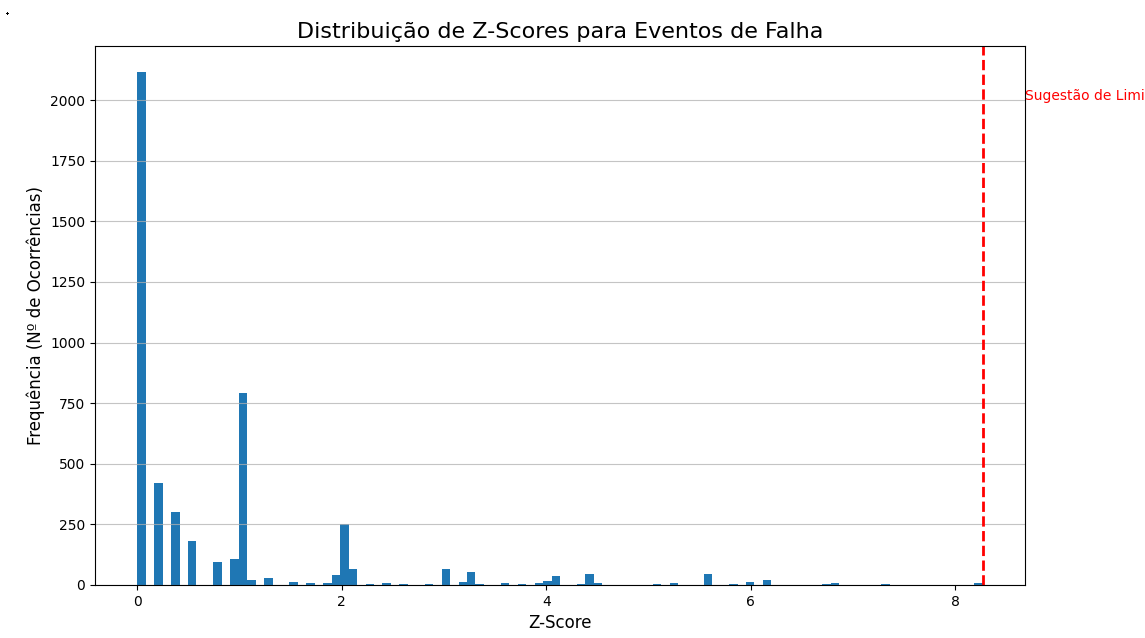 Distribuição de Z-Scores para Eventos de Falha
Frequência (Nº de Ocorrências)
2000
1750
1500
1250
1000
750
500
250
0
Sugestão de Limi
0 2 4 6 8
Z-Score